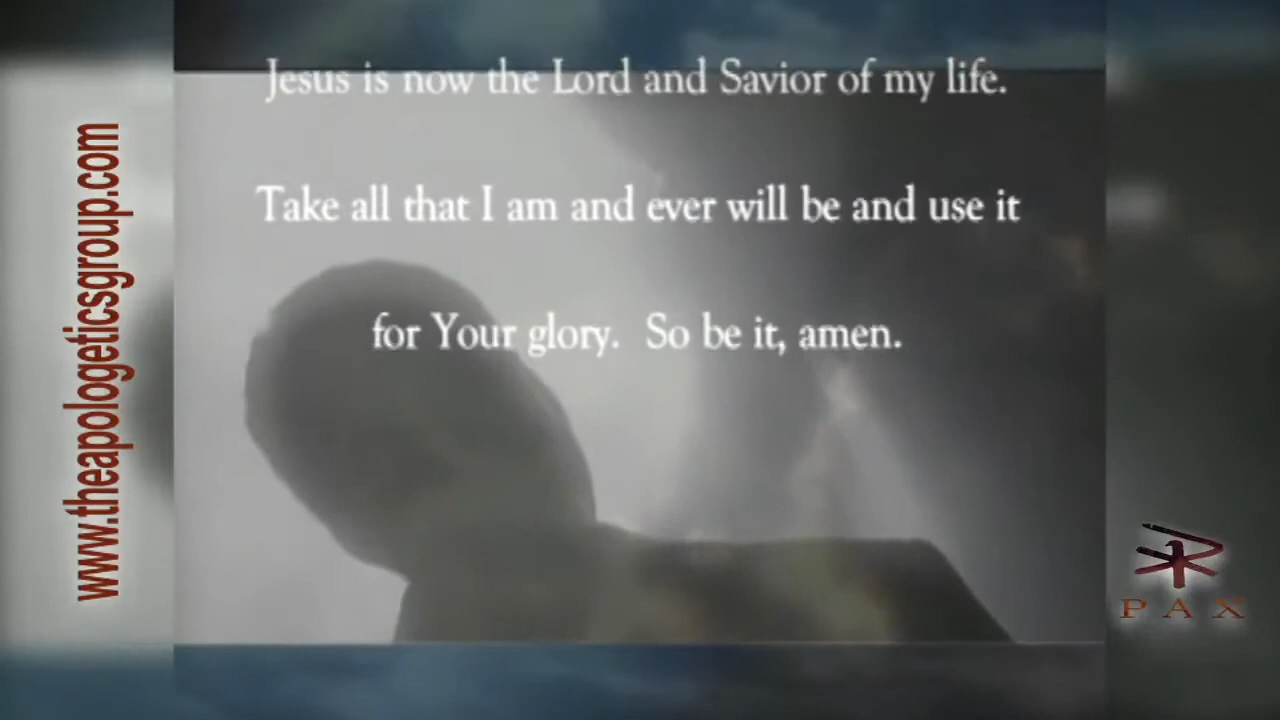 Jesus is now the Lord and Savior of my life.
Take all that I am and ever will be and use it
for Your glory.  So be it, amen.
www.theapologeticsgroup.com
PAX